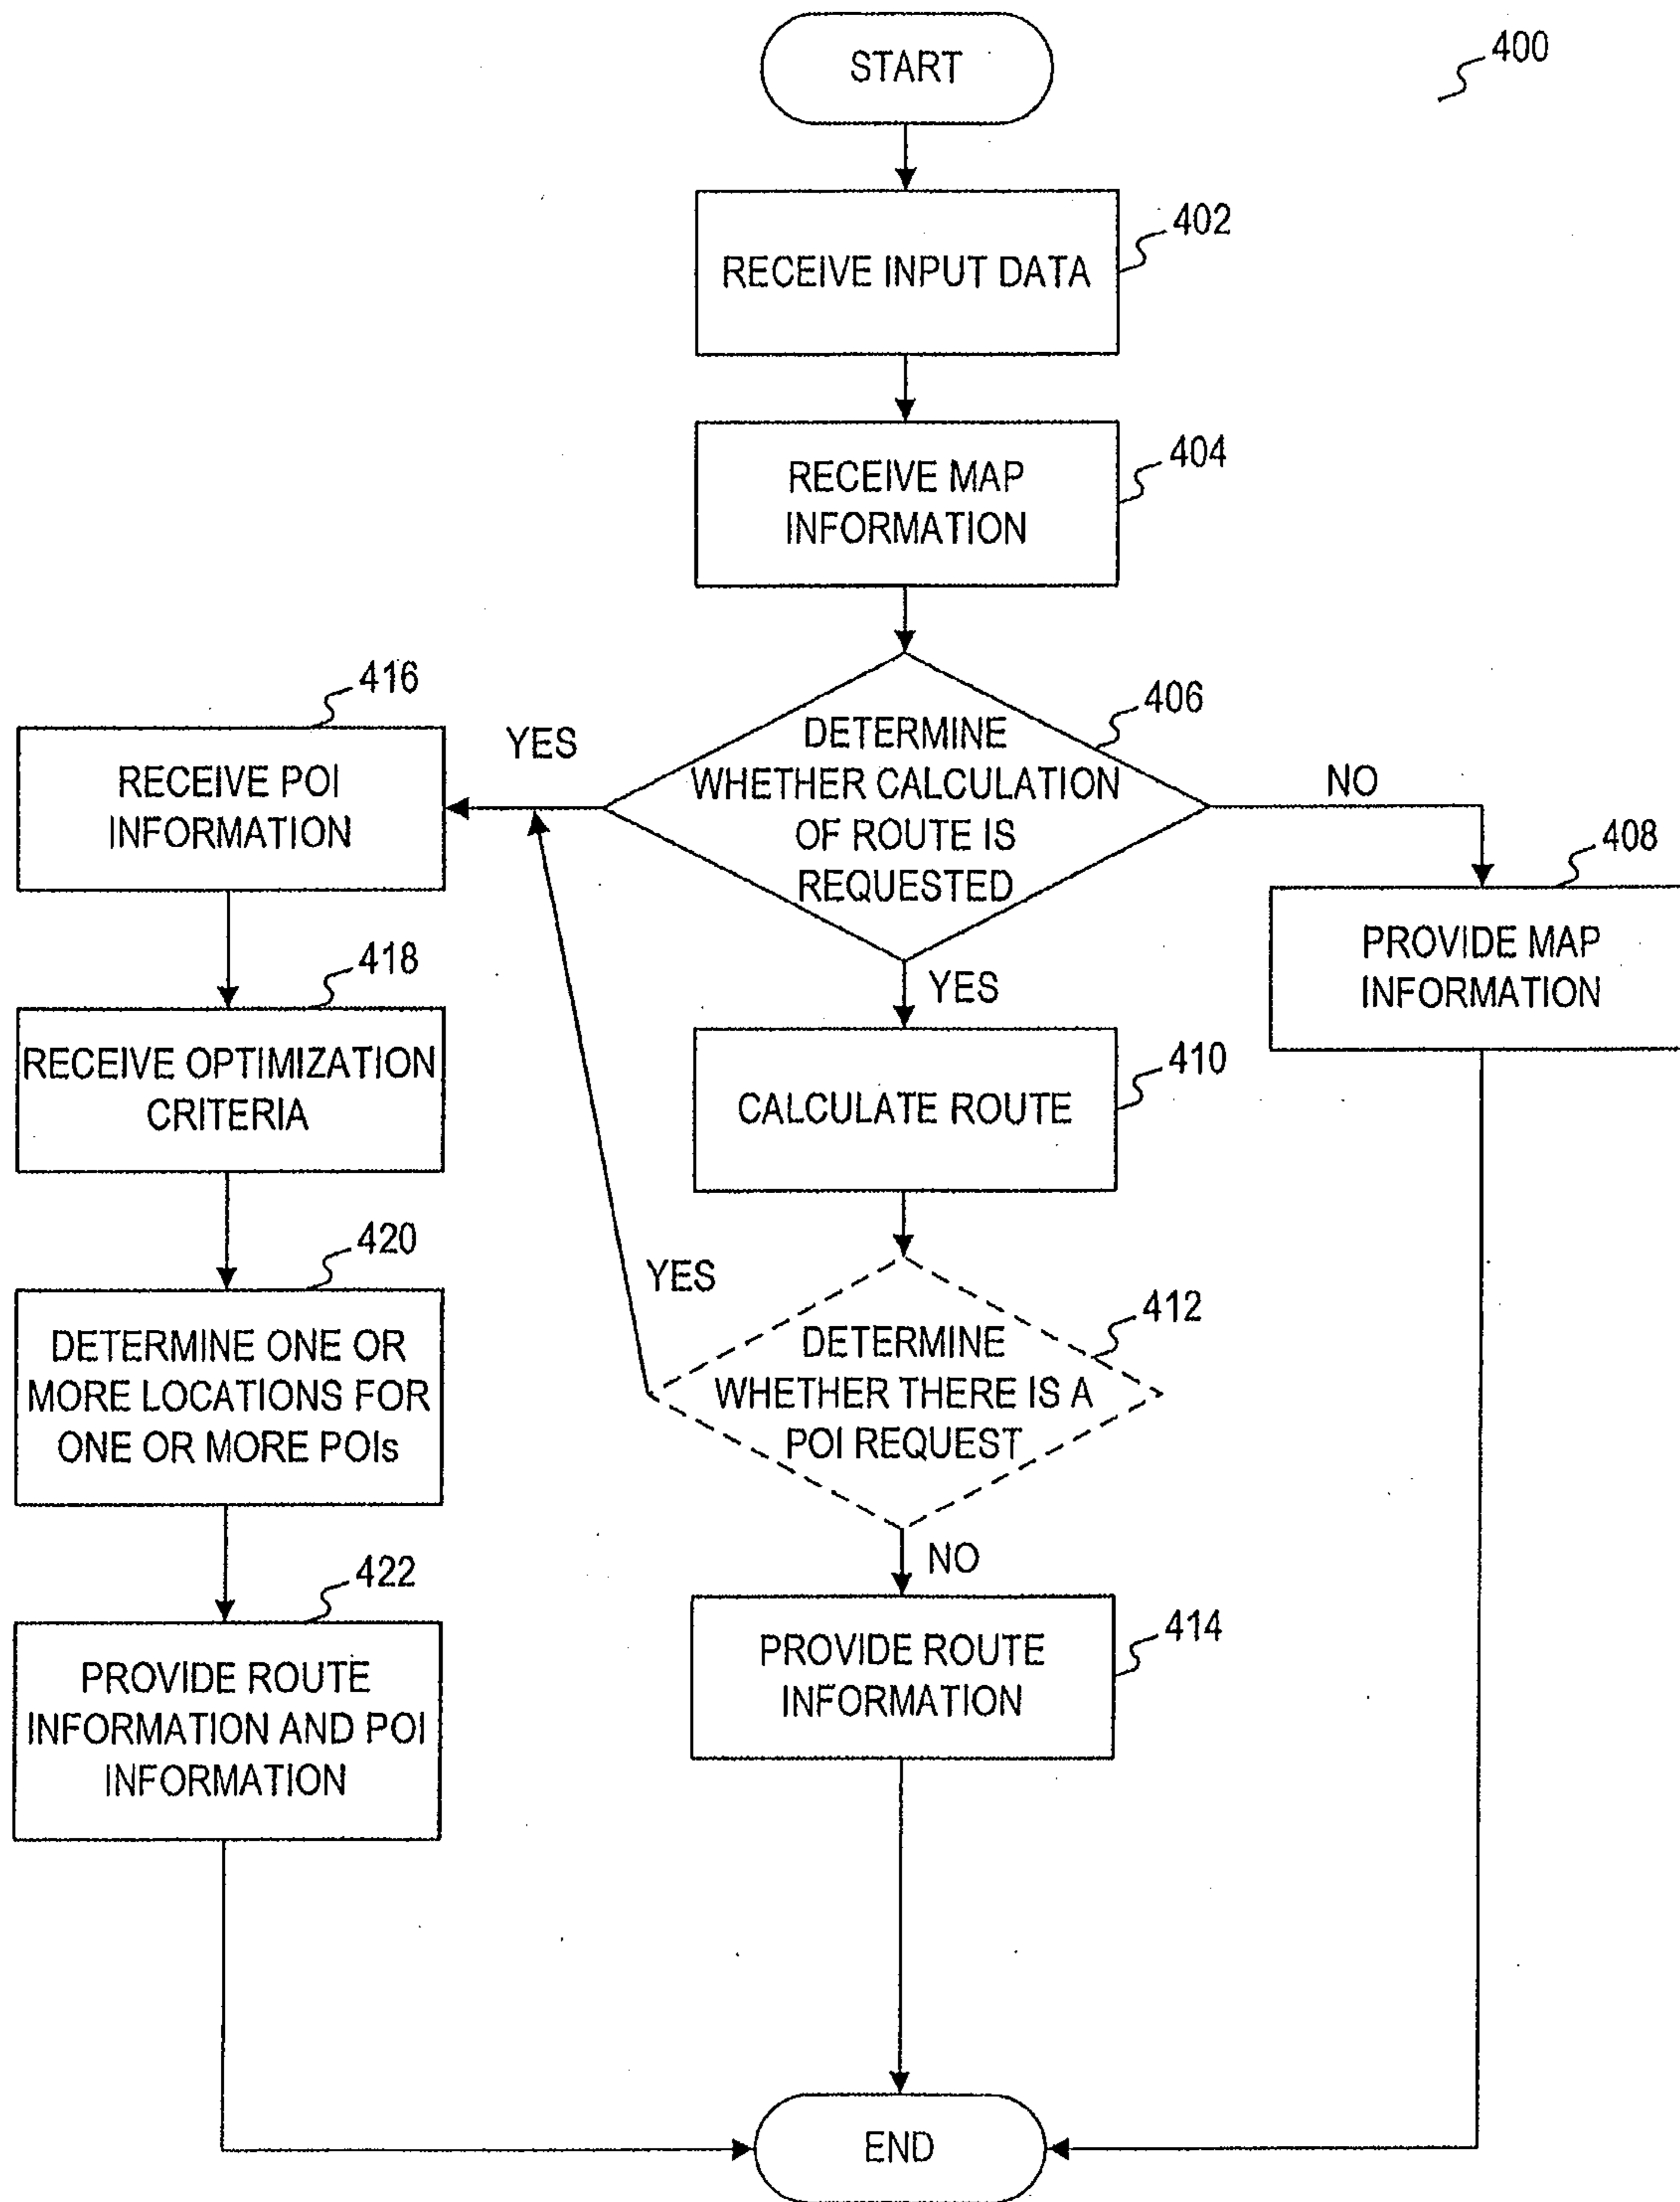 400
START
402
RECEIVE INPUT DATA
404
RECEIVE MAP
INFORMATION
406
DETERMINE
WHETHER CALCULATION
OF ROUTE IS
REQUESTED
YES
NO
YES
408
PROVIDE MAP
INFORMATION
410
CALCULATE ROUTE
412
DETERMINE
WHETHER THERE IS A
POI REQUEST
YES
NO
414
PROVIDE ROUTE
INFORMATION
416
RECEIVE POI
INFORMATION
418
RECEIVE OPTIMIZATION
CRITERIA
420
DETERMINE ONE OR
MORE LOCATIONS FOR
ONE OR MORE POIs
422
PROVIDE ROUTE
INFORMATION AND POI
INFORMATION
END